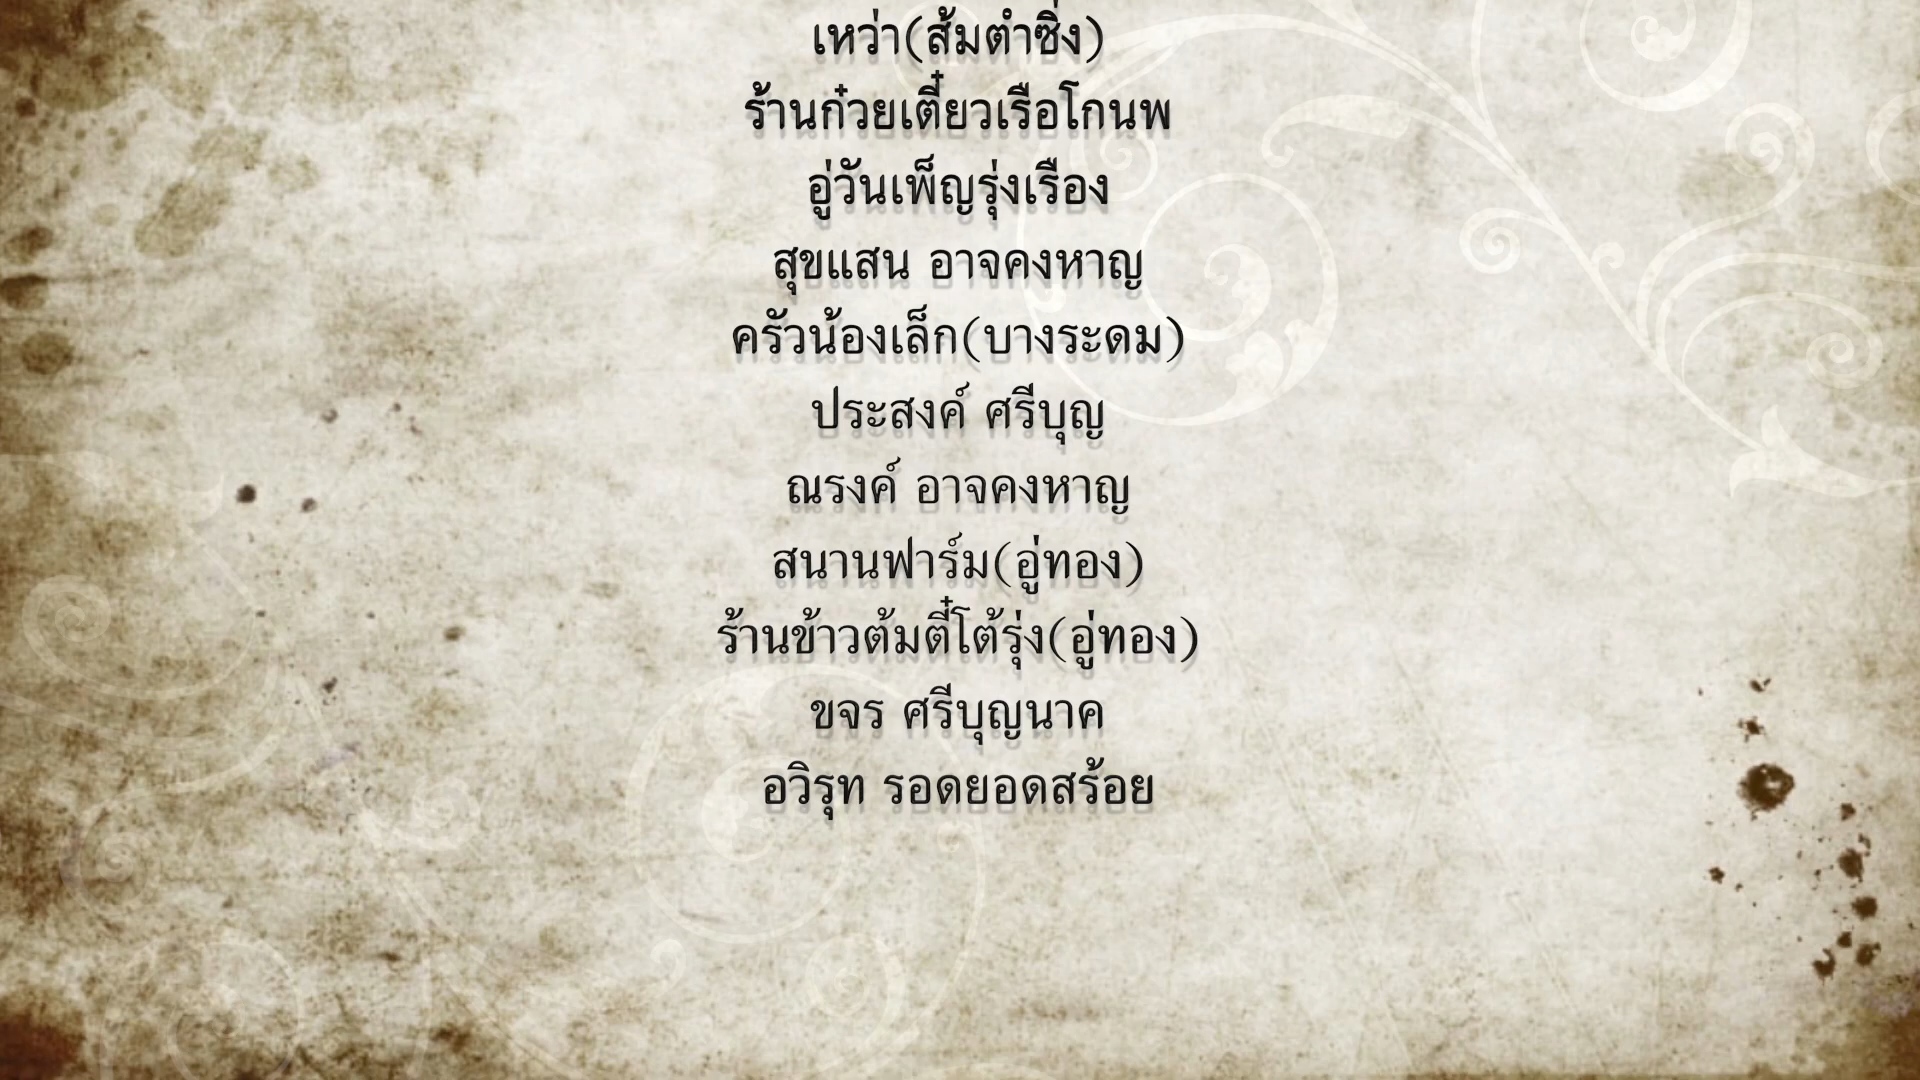 เหว่า(ส้มตำซิ่ง)
ร้านก๋วยเตี๋ยวเรือโกนพ
อู่วันเพ็ญรุ่งเรือง
สุขแสน อาจคงหาญ
ครัวน้องเล็ก(บางระดม)
ประสงค์ ศรีบุญ
ณรงค์ อาจคงหาญ
สนานฟาร์ม(อู่ทอง)
ร้านข้าวต้มตี๋โต้รุ่ง(อู่ทอง)
ขจร ศรีบุญนาค
อวิรุท รอดยอดสร้อย